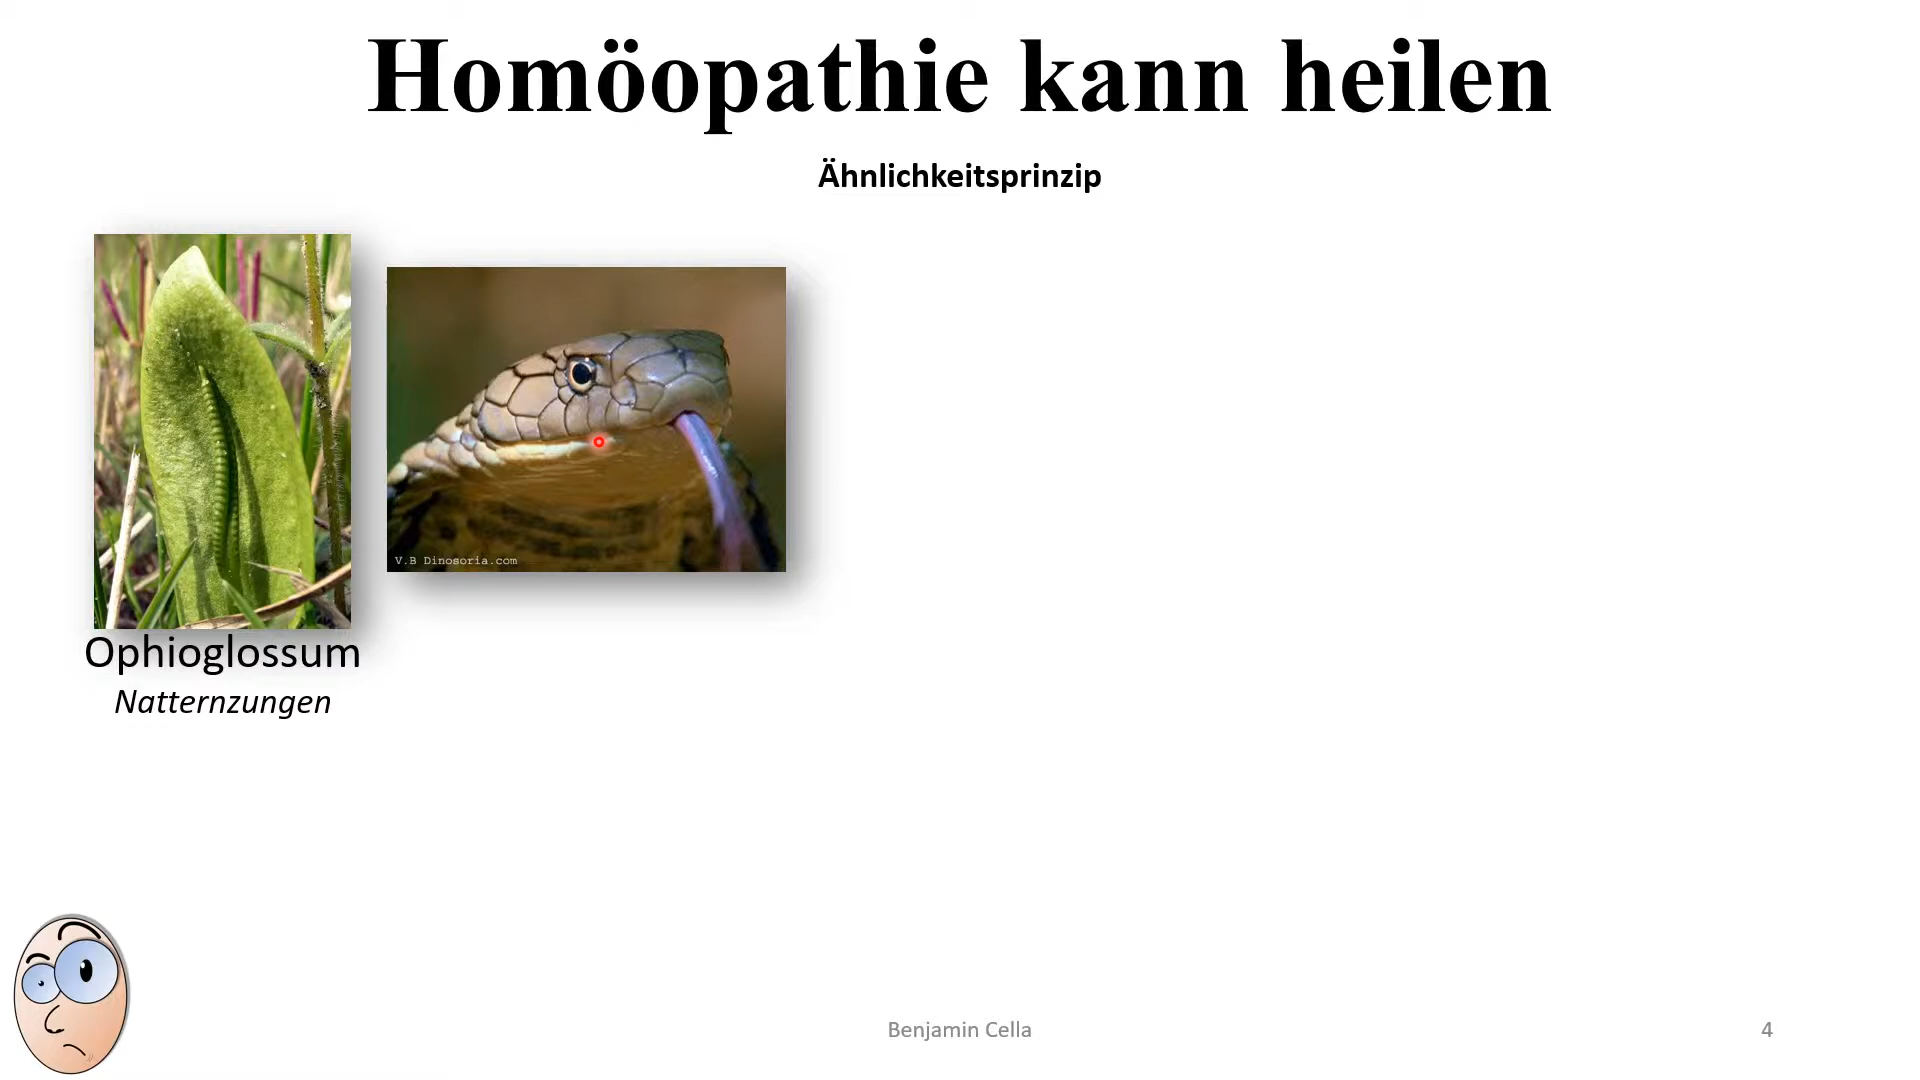 Homöopathie kann heilen
Ähnlichkeitsprinzip
V.B Dinosoria.com
Ophioglossum
Natternzungen
Benjamin Cella
4